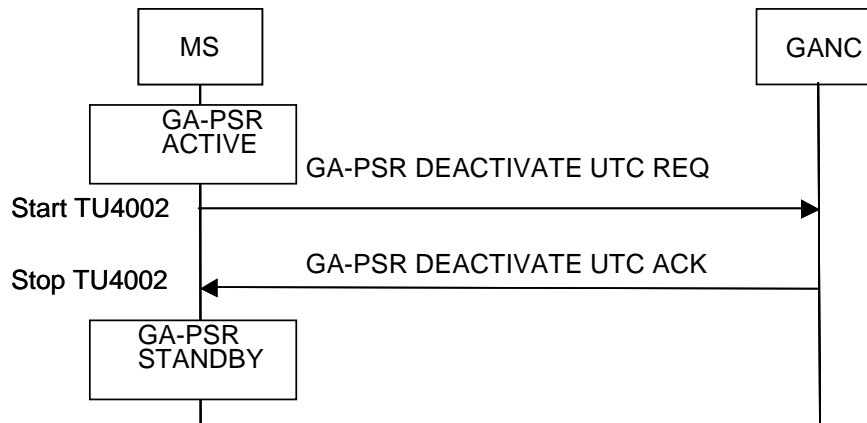 MS
GANC
GA-PSR
ACTIVE
GA-PSR DEACTIVATE UTC REQ
Start TU4002
GA-PSR DEACTIVATE UTC ACK
Stop TU4002
GA-PSR
STANDBY